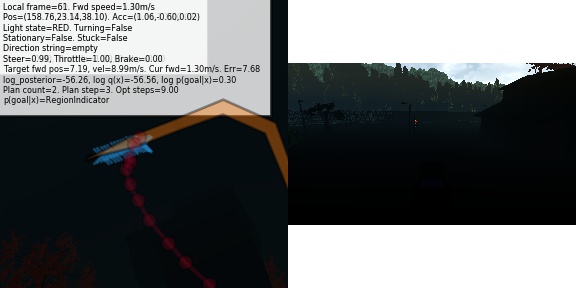 Local frame=61. Fwd speed=1.30m/s
Pos=(158.76,23.14,38.10). Acc=(1.06,-0.60,0.02)
Light state=RED. Turning=False
Stationary=False. Stuck=False
Direction string=empty
Steer=0.99, Throttle=1.00, Brake=0.00
Target fwd pos=7.19, vel=8.99m/s. Cur fwd=1.30m/s. Err=7.68
log_posterior=-56.26, log q(x)=-56.56, log p(goal|x)=0.30
Plan count=2. Plan step=3. Opt steps=9.00
p(goal|x)=RegionIndicator